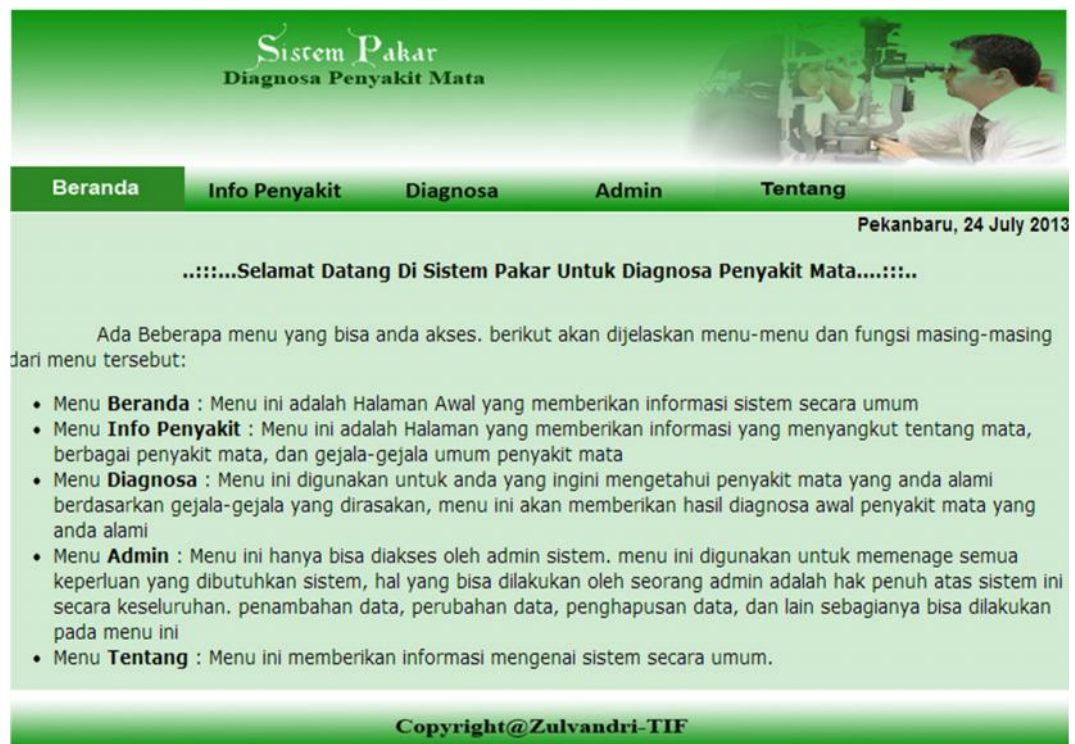 Sistem Pakar
Diagnosa Penyakit Mata
Beranda Info Penyakit Diagnosa Admin Tentang
Pekanbaru, 24 July 2013
..:::...Selamat Datang Di Sistem Pakar Untuk Diagnosa Penyakit Mata....:::..
Ada Beberapa menu yang bisa anda akses. berikut akan dijelaskan menu-menu dan fungsi masing-masing
dari menu tersebut:
• Menu Beranda : Menu ini adalah Halaman Awal yang memberikan informasi sistem secara umum
• Menu Info Penyakit : Menu ini adalah Halaman yang memberikan informasi yang menyangkut tentang mata,
berbagai penyakit mata, dan gejala-gejala umum penyakit mata
• Menu Diagnosa : Menu ini digunakan untuk anda yang ingini mengetahui penyakit mata yang anda alami
berdasarkan gejala-gejala yang dirasakan, menu ini akan memberikan hasil diagnosa awal penyakit mata yang
anda alami
• Menu Admin : Menu ini hanya bisa diakses oleh admin sistem. menu ini digunakan untuk memenage semua
keperluan yang dibutuhkan sistem, hal yang bisa dilakukan oleh seorang admin adalah hak penuh atas sistem ini
secara keseluruhan. penambahan data, perubahan data, penghapusan data, dan lain sebagianya bisa dilakukan
pada menu ini
• Menu Tentang : Menu ini memberikan informasi mengenai sistem secara umum.
Copyright@Zulvandri-TIF